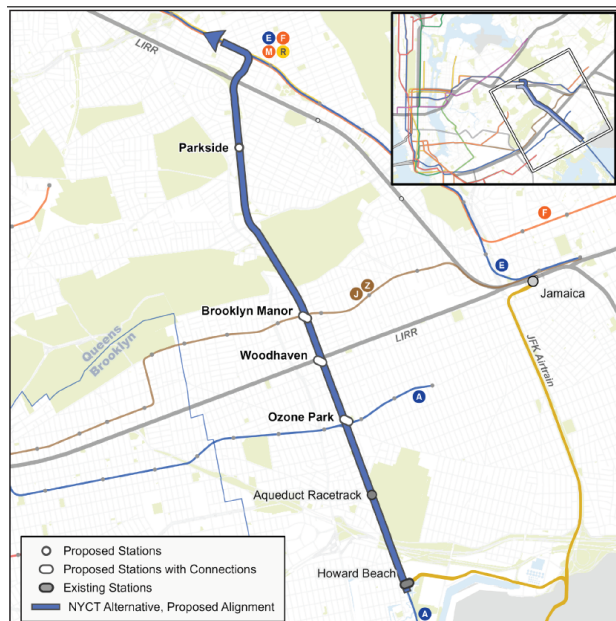 LIRR
E
F
M
R
Parkside
F
E
Jamaica
J
Z
Brooklyn Manor
Queens
Brooklyn
Woodhaven
LIRR
JFK Airtrain
A
Ozone Park
Aqueduct Racetrack
Howard Beach
A
Proposed Stations
Proposed Stations with Connections
Existing Stations
NYCT Alternative, Proposed Alignment